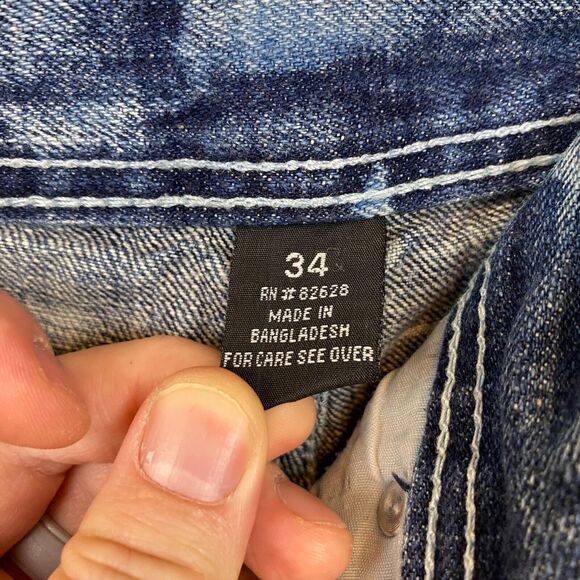 34
RN #82628
MADE IN
BANGLADESH
FOR CARE SEE OVER